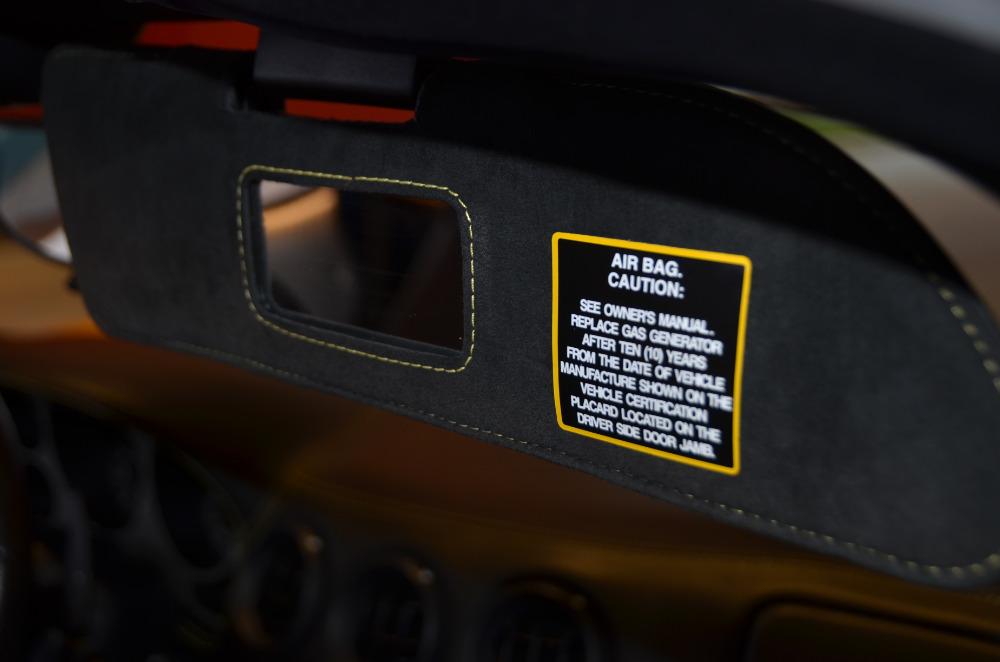 AIR BAG.
CAUTION:
SEE OWNER'S MANUAL.
REPLACE GAS GENERATOR
AFTER TEN (10) YEARS
FROM THE DATE OF VEHICLE
MANUFACTURE SHOWN ON THE
VEHICLE CERTIFICATION
PLACARD LOCATED ON THE
DRIVER SIDE DOOR JAMB.